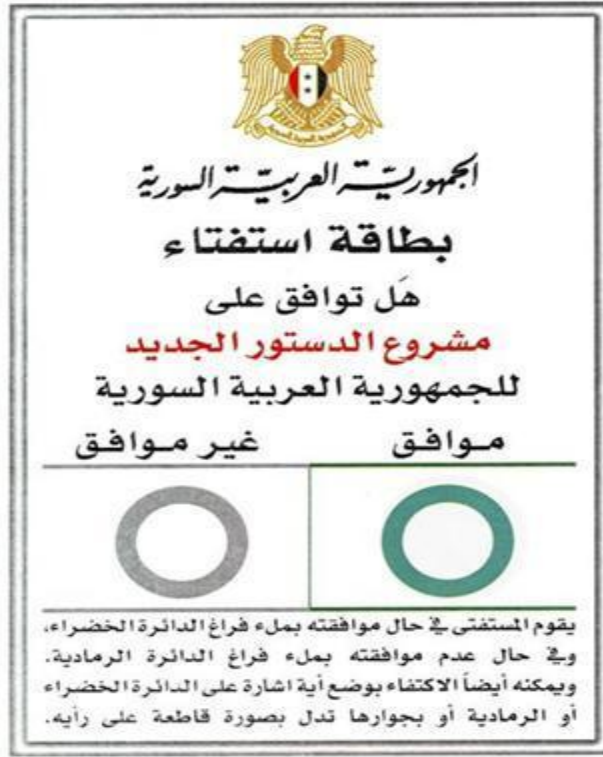 الجمهورية العربية السورية
بطاقة استفتاء
هَل توافق على
مشروع الدستور الجديد
للجمهورية العربية السورية
موافق
غير موافق
يقوم المستفتى في حال موافقته بملء فراغ الدائرة الخضراء،
وفي حال عدم موافقته بملء فراغ الدائرة الرمادية.
ويمكنه أيضاً الاكتفاء بوضع أية اشارة على الدائرة الخضراء
أو الرمادية أو بجوارها تدل بصورة قاطعة على رأيه.